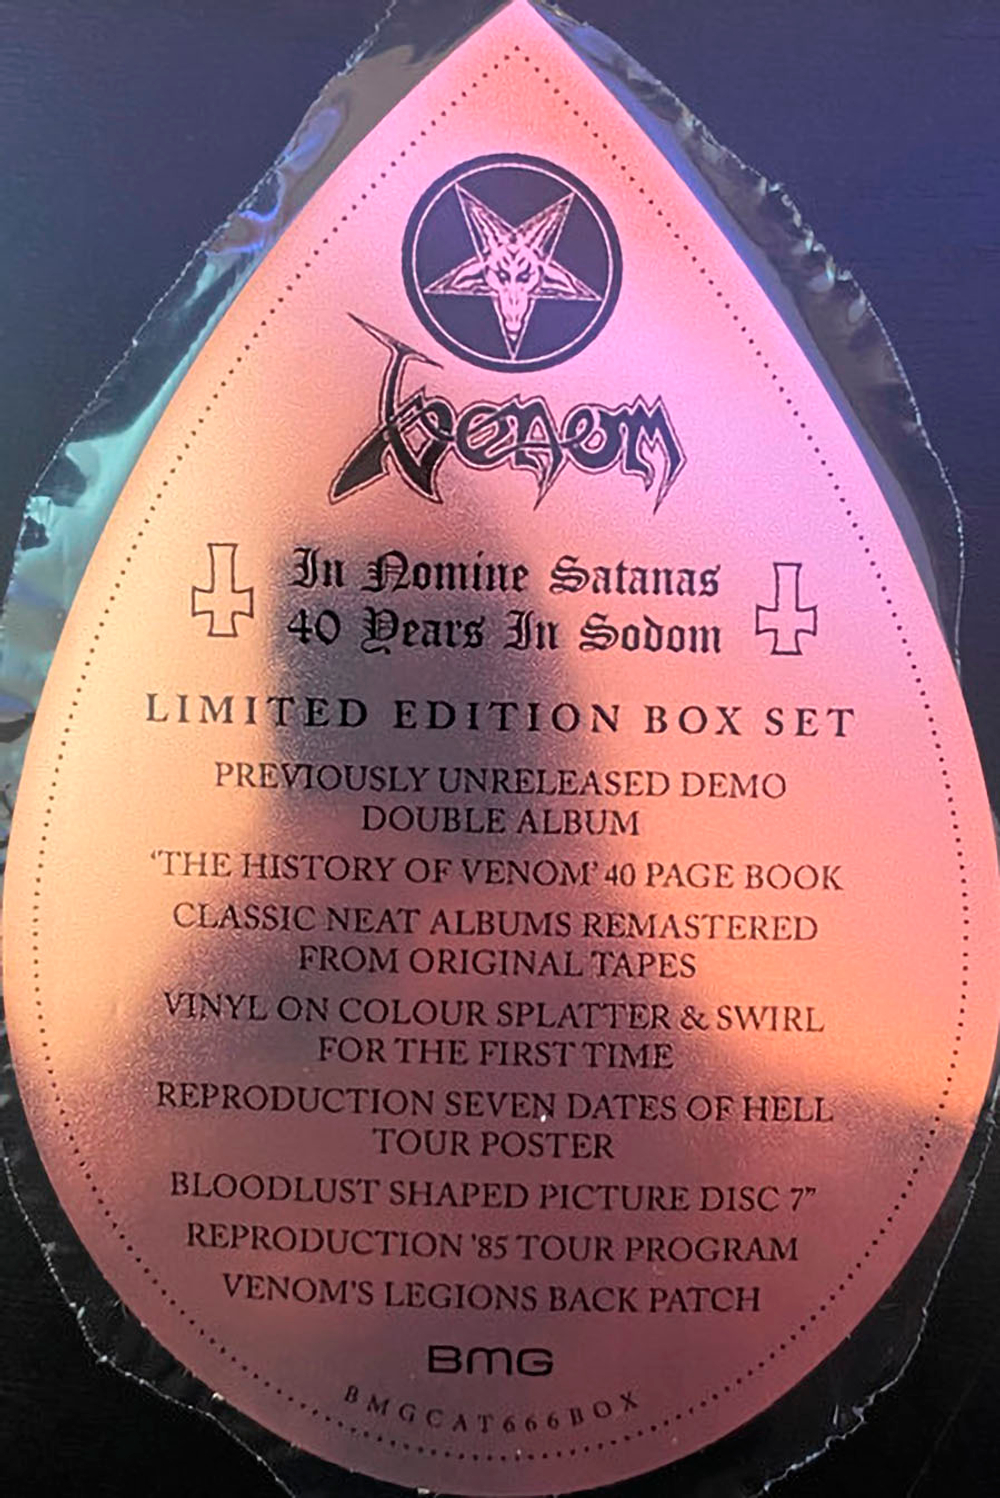 Venom
In Nomine Satanas
40 Years In Sodom
LIMITED EDITION BOX SET
PREVIOUSLY UNRELEASED DEMO
DOUBLE ALBUM
‘THE HISTORY OF VENOM’ 40 PAGE BOOK
CLASSIC NEAT ALBUMS REMASTERED
FROM ORIGINAL TAPES
VINYL ON COLOUR SPLATTER & SWIRL
FOR THE FIRST TIME
REPRODUCTION SEVEN DATES OF HELL
TOUR POSTER
BLOODLUST SHAPED PICTURE DISC 7”
REPRODUCTION '85 TOUR PROGRAM
VENOM'S LEGIONS BACK PATCH
BMG
BMGCAT666BOX